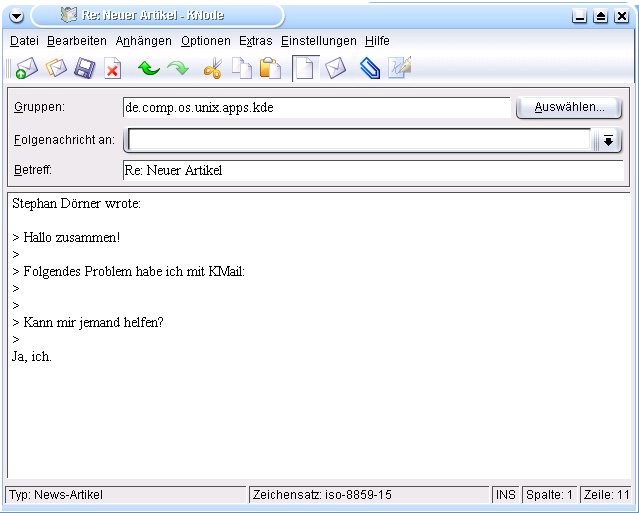 Re: Neuer Artikel - KNode
Datei Bearbeiten Anhängen Optionen Extras Einstellungen Hilfe
Gruppen: de.comp.os.unix.apps.kde Auswählen...
Folgenachricht an:
Betreff: Re: Neuer Artikel
Stephan Dörner wrote:
> Hallo zusammen!
>
> Folgendes Problem habe ich mit KMail:
>
>
> Kann mir jemand helfen?
>
Ja, ich.
Typ: News-Artikel Zeichensatz: iso-8859-15 INS Spalte: 1 Zeile: 11